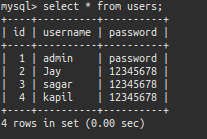 mysql> select * from users;
+----+----------+----------+
| id | username | password |
+----+----------+----------+
| 1 | admin | password |
| 2 | Jay | 12345678 |
| 3 | sagar | 12345678 |
| 4 | kapil | 12345678 |
+----+----------+----------+
4 rows in set (0.00 sec)